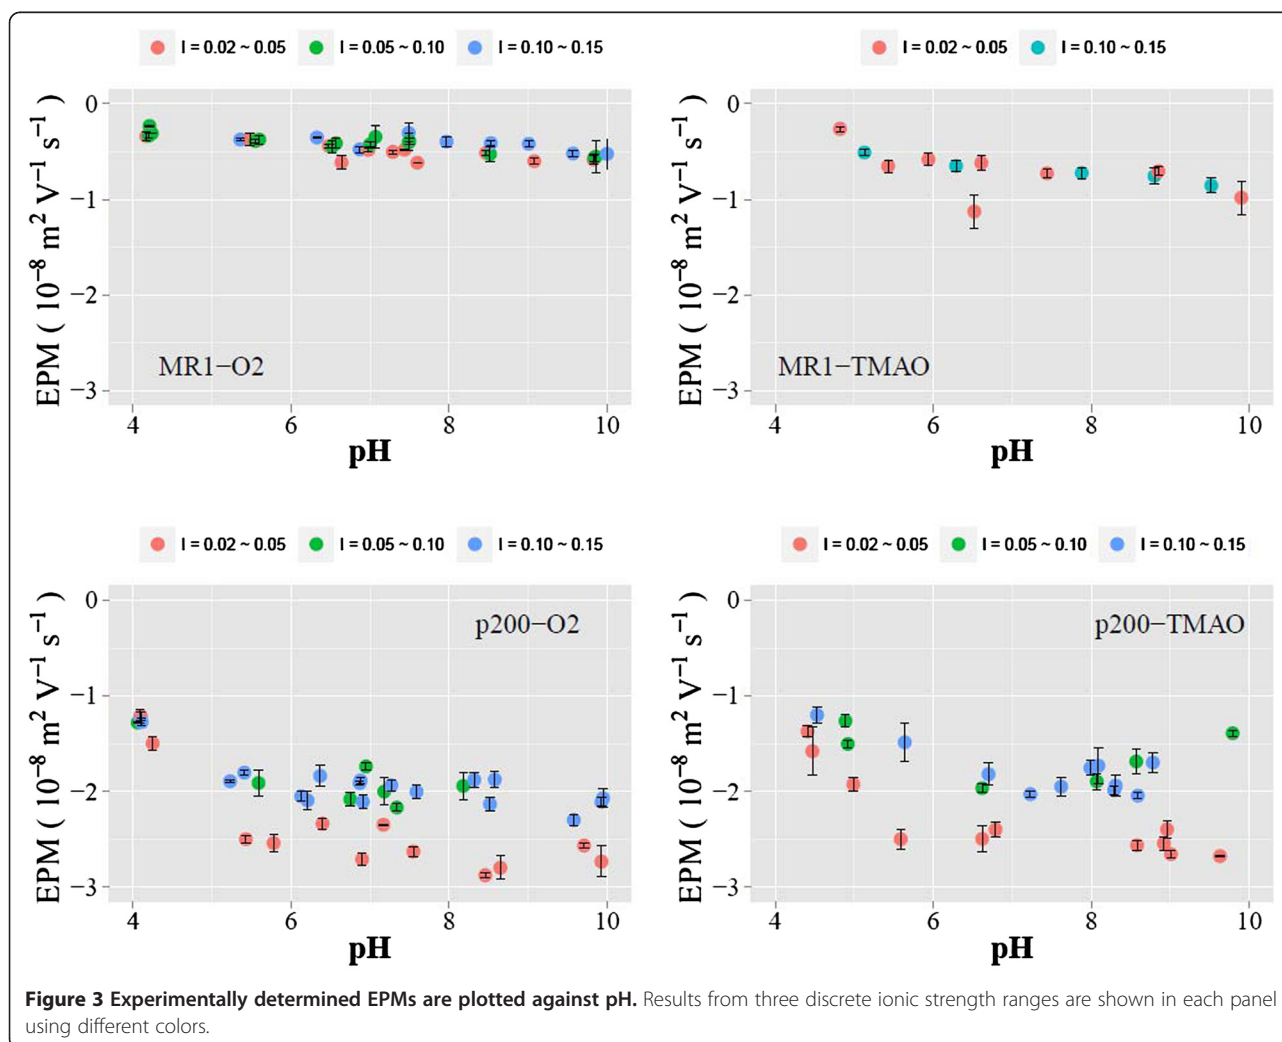 I = 0.02 ~ 0.05 I = 0.05 ~ 0.10 I = 0.10 ~ 0.15
EPM ( 10⁻⁸ m² V⁻¹ s⁻¹ )
0
−1
−2
−3
MR1−O2
4 6 8 10
pH
I = 0.02 ~ 0.05 I = 0.10 ~ 0.15
EPM ( 10⁻⁸ m² V⁻¹ s⁻¹ )
0
−1
−2
−3
MR1−TMAO
4 6 8 10
pH
I = 0.02 ~ 0.05 I = 0.05 ~ 0.10 I = 0.10 ~ 0.15
EPM ( 10⁻⁸ m² V⁻¹ s⁻¹ )
0
p200−O2
−1
−2
−3
4 6 8 10
pH
I = 0.02 ~ 0.05 I = 0.05 ~ 0.10 I = 0.10 ~ 0.15
EPM ( 10⁻⁸ m² V⁻¹ s⁻¹ )
0
p200−TMAO
−1
−2
−3
4 6 8 10
pH
Figure 3 Experimentally determined EPMs are plotted against pH. Results from three discrete ionic strength ranges are shown in each panel
using different colors.